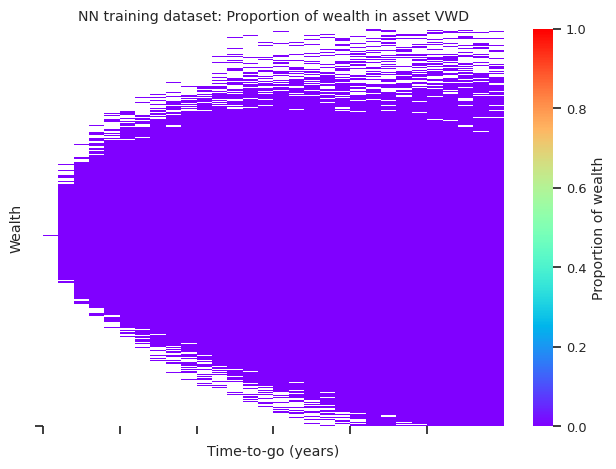 NN training dataset: Proportion of wealth in asset VWD
Wealth
Time-to-go (years)
1.0
0.8
0.6
0.4
0.2
0.0
Proportion of wealth